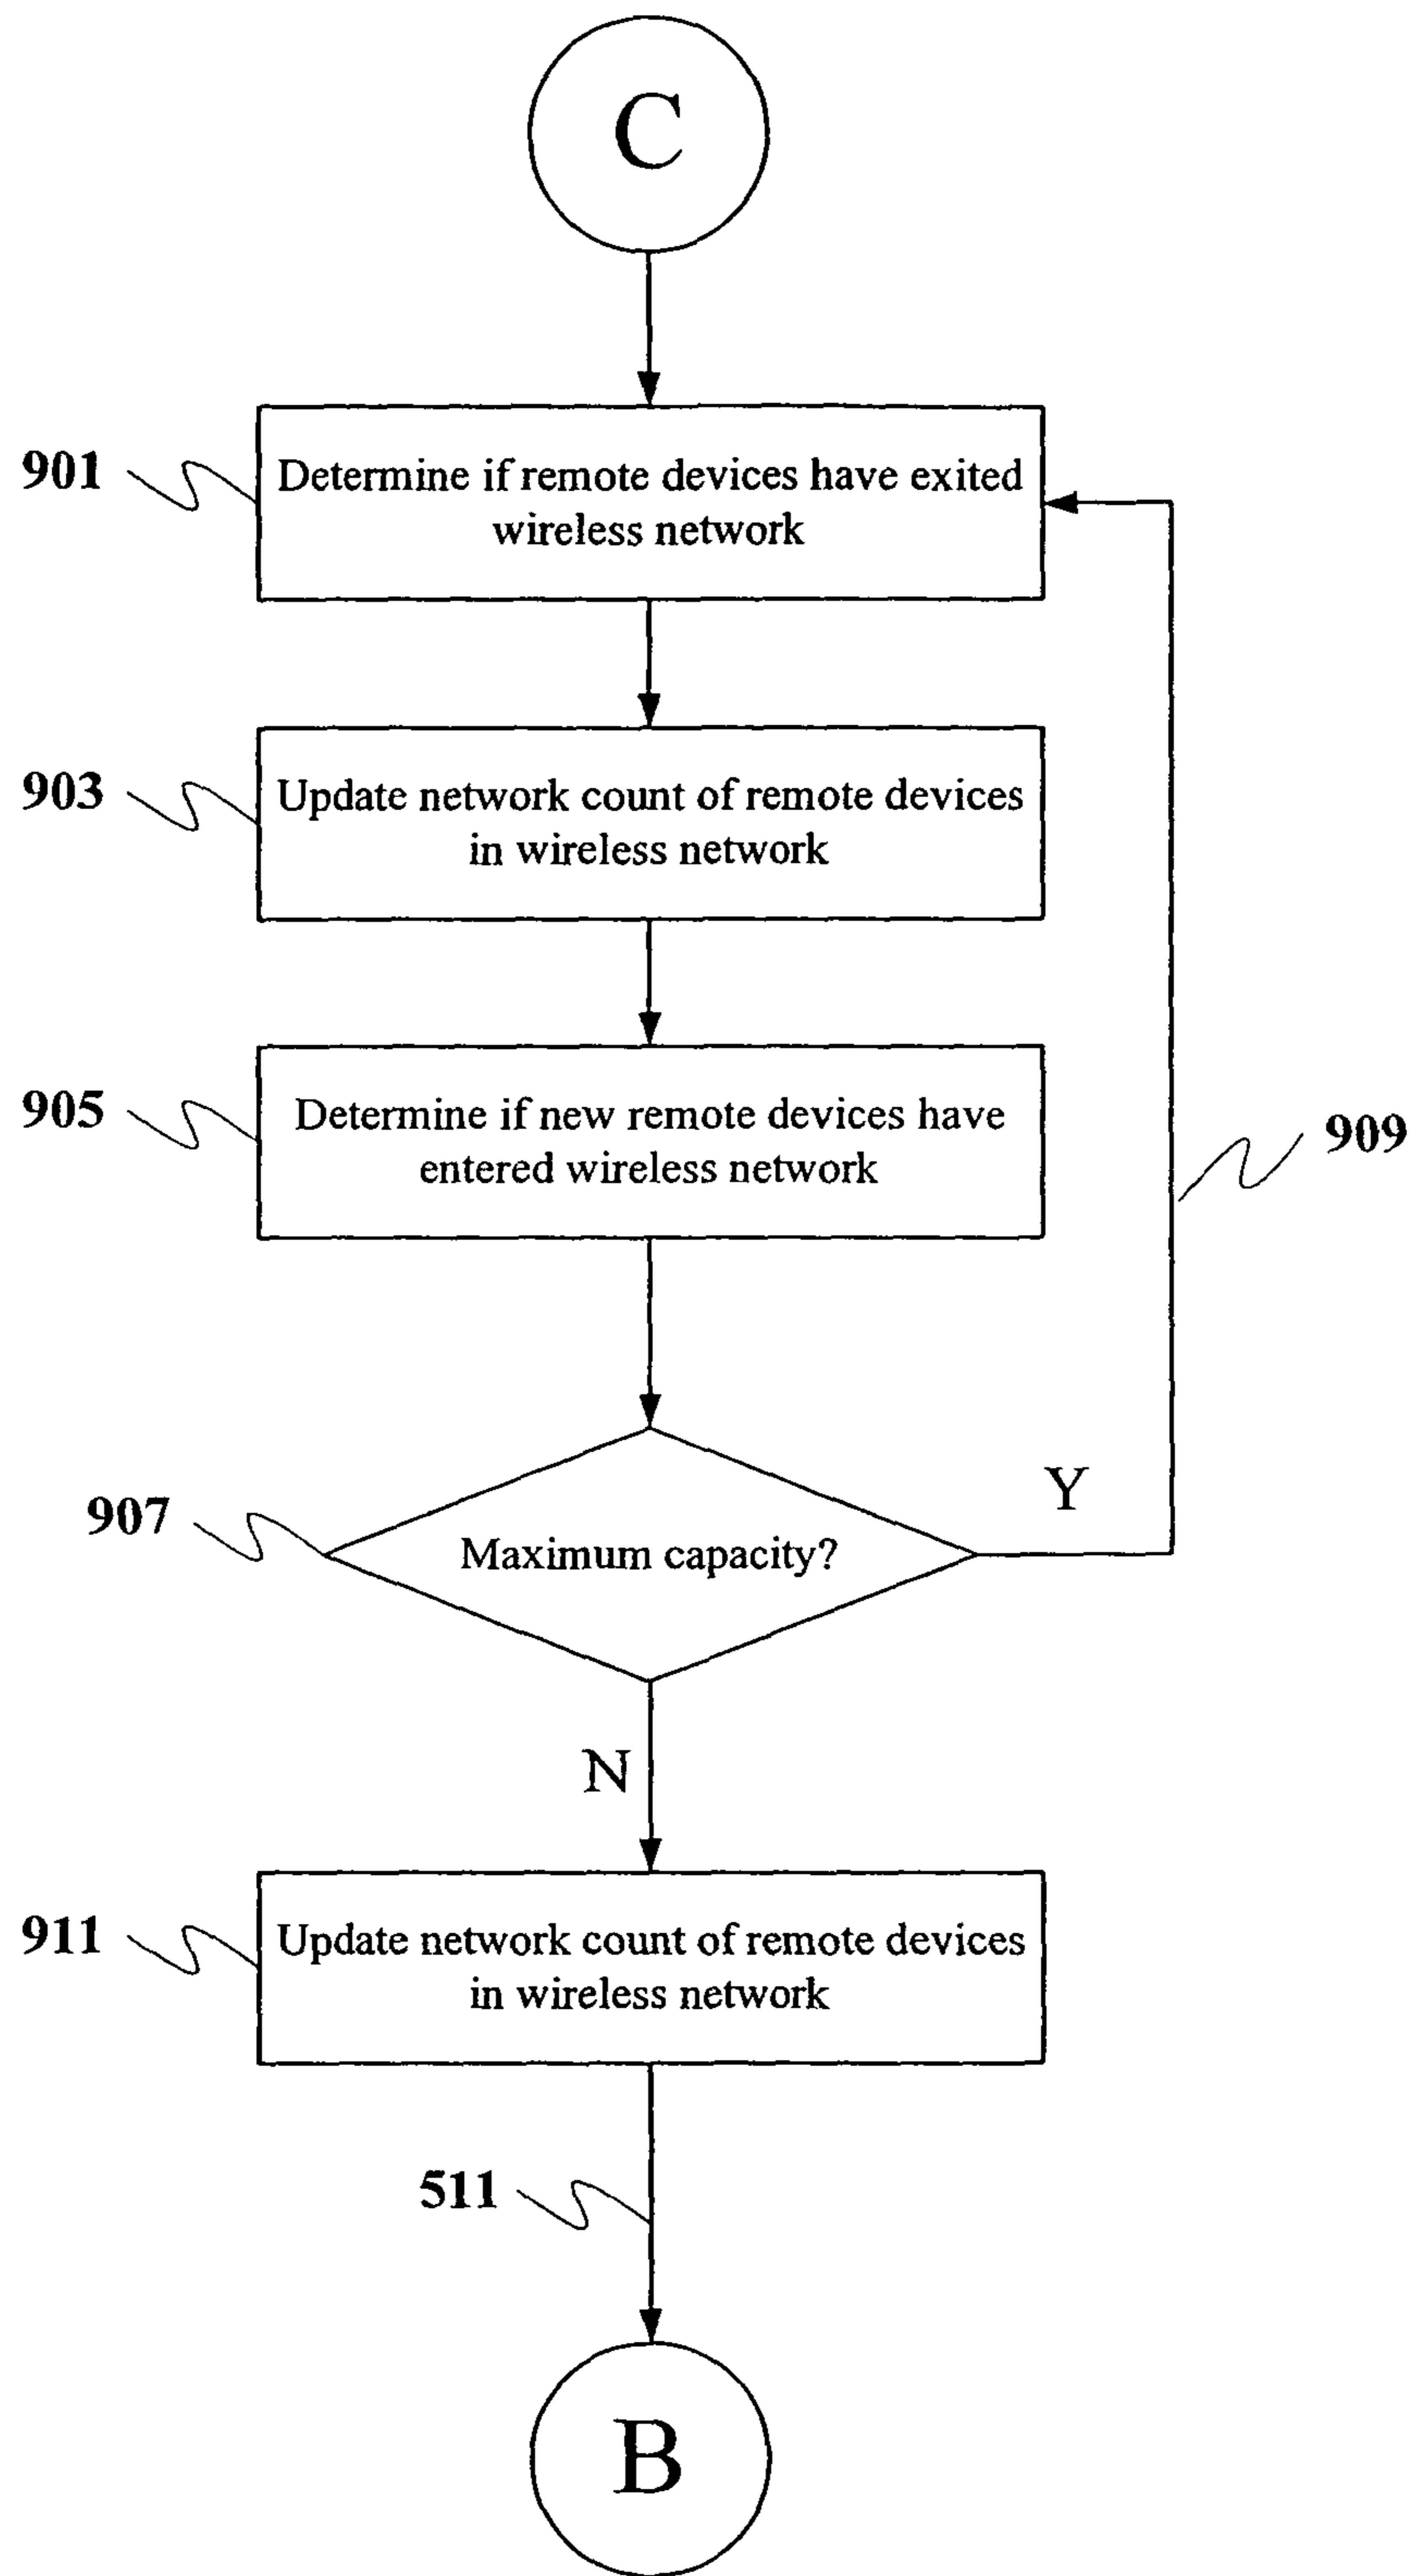 C
901
Determine if remote devices have exited
wireless network
903
Update network count of remote devices
in wireless network
905
Determine if new remote devices have
entered wireless network
909
907
Maximum capacity?
Y
N
911
Update network count of remote devices
in wireless network
511
B